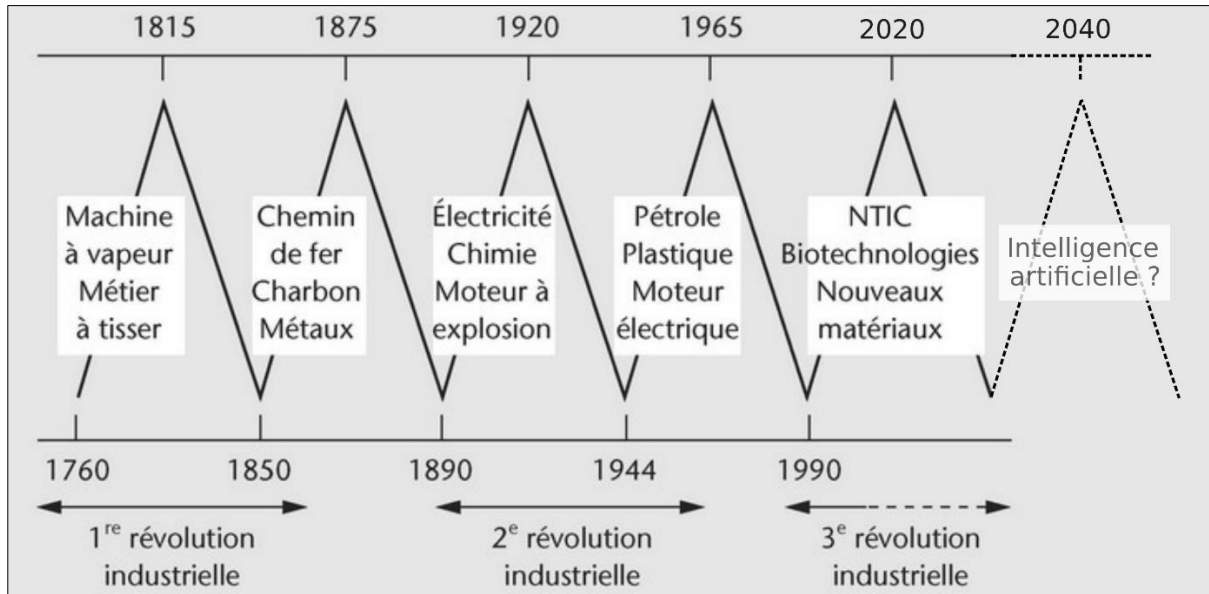 1815 1875 1920 1965 2020 2040
Machine
à vapeur
Métier
à tisser
Chemin
de fer
Charbon
Métaux
Électricité
Chimie
Moteur à
explosion
Pétrole
Plastique
Moteur
électrique
NTIC
Biotechnologies
Nouveaux
matériaux
Intelligence
artificielle ?
1760 1850 1890 1944 1990
1re révolution
industrielle
2e révolution
industrielle
3e révolution
industrielle